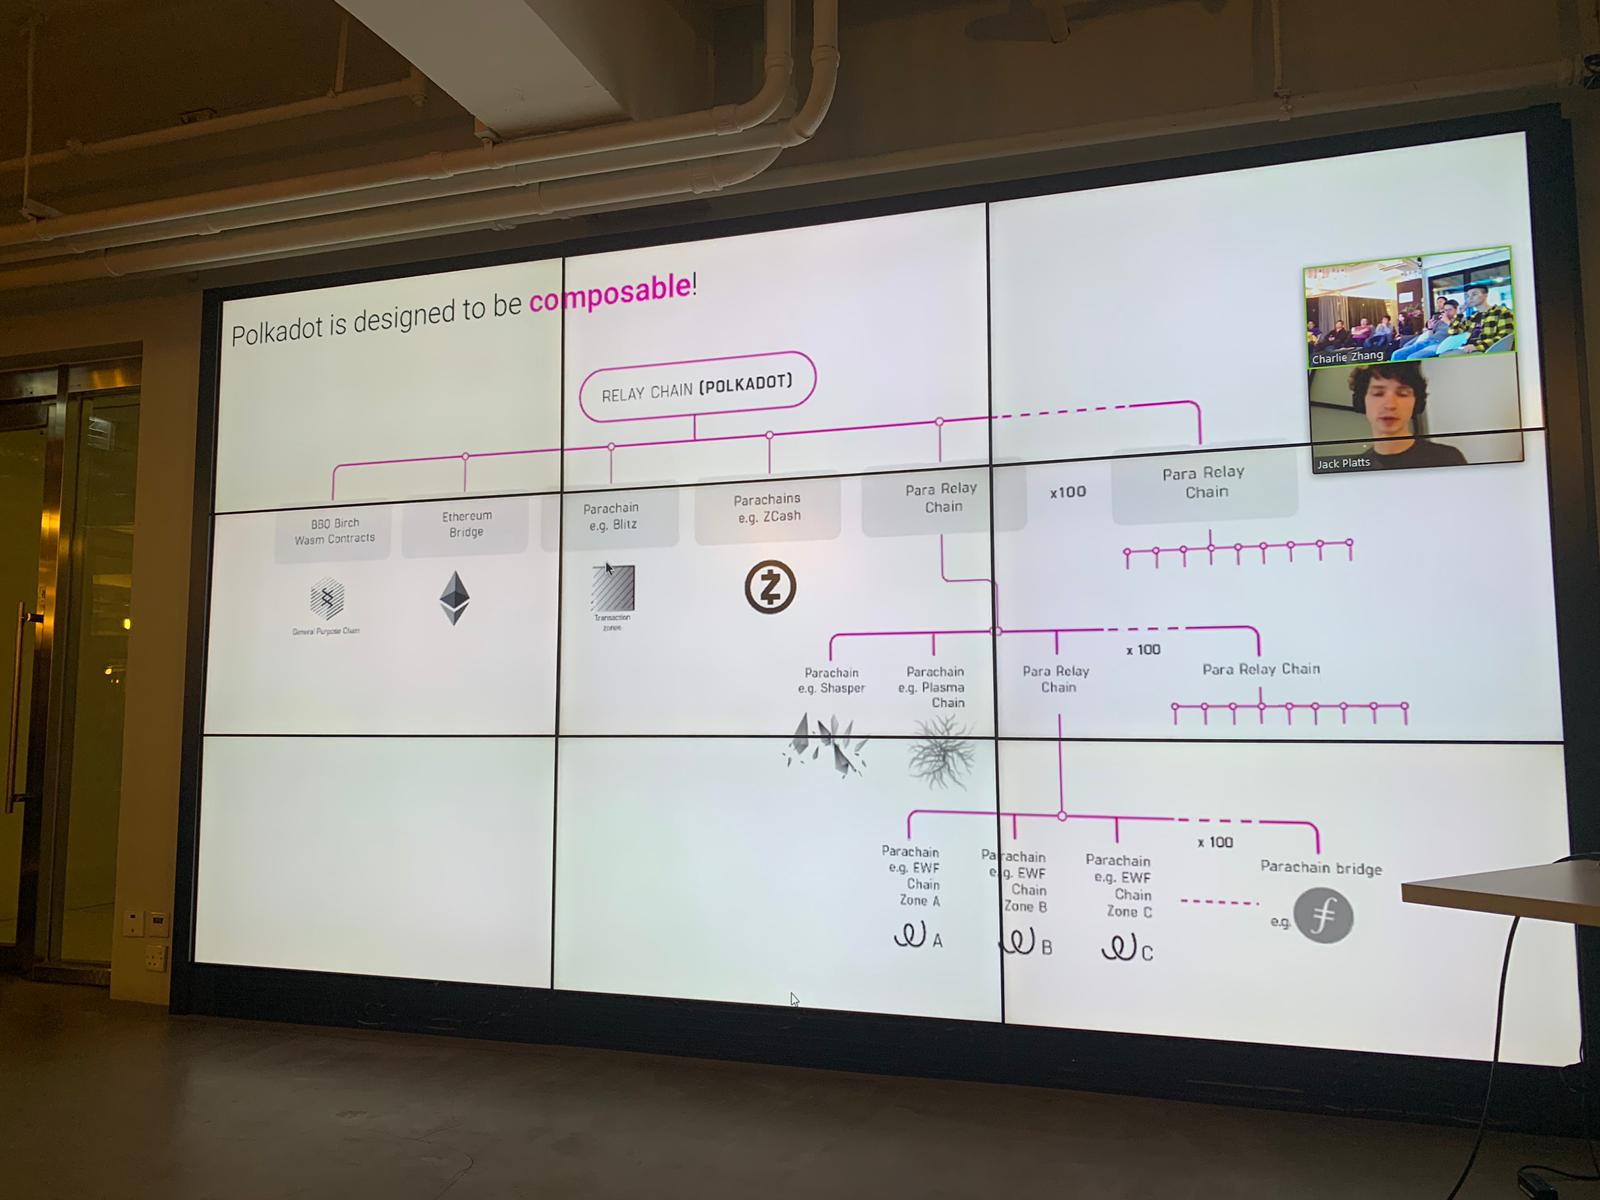 Polkadot is designed to be composable!
RELAY CHAIN (POLKADOT)
Charlie Zhang
Jack Platts
BBQ Birch
Wasm Contracts
Ethereum
Bridge
Parachain
e.g. Blitz
Parachains
e.g. ZCash
Para Relay
Chain
x100
Para Relay
Chain
General Purpose Chain
Transaction
zones
Parachain
e.g. Shasper
Parachain
e.g. Plasma
Chain
Para Relay
Chain
x 100
Para Relay Chain
Parachain
e.g. EWF
Chain
Zone A
A
Parachain
e.g. EWF
Chain
Zone B
B
Parachain
e.g. EWF
Chain
Zone C
C
x 100
Parachain bridge
e.g.